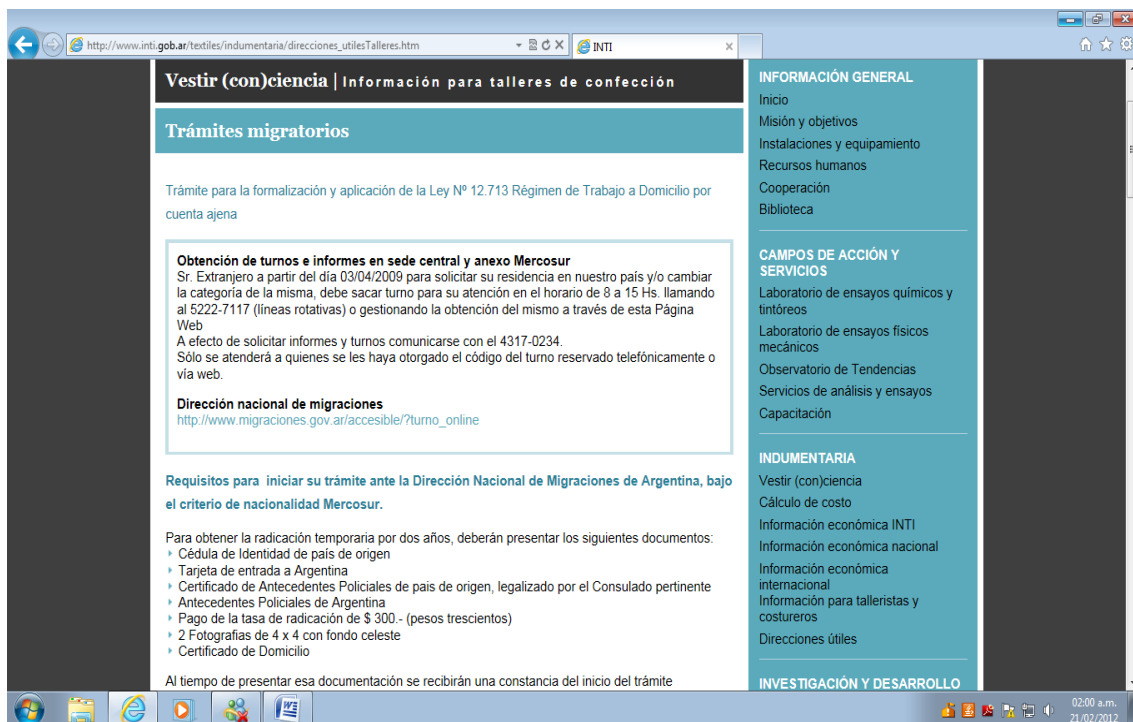 http://www.inti.gob.ar/textiles/indumentaria/direcciones_utilesTalleres.htm
INTI
Vestir (con)ciencia | Información para talleres de confección
Trámites migratorios
Trámite para la formalización y aplicación de la Ley Nº 12.713 Régimen de Trabajo a Domicilio por
cuenta ajena
Obtención de turnos e informes en sede central y anexo Mercosur
Sr. Extranjero a partir del día 03/04/2009 para solicitar su residencia en nuestro país y/o cambiar
la categoría de la misma, debe sacar turno para su atención en el horario de 8 a 15 Hs. llamando
al 5222-7117 (líneas rotativas) o gestionando la obtención del mismo a través de esta Página
Web
A efecto de solicitar informes y turnos comunicarse con el 4317-0234.
Sólo se atenderá a quienes se les haya otorgado el código del turno reservado telefónicamente o
vía web.
Dirección nacional de migraciones
http://www.migraciones.gov.ar/accesible/?turno_online
Requisitos para iniciar su trámite ante la Dirección Nacional de Migraciones de Argentina, bajo
el criterio de nacionalidad Mercosur.
Para obtener la radicación temporaria por dos años, deberán presentar los siguientes documentos:
Cédula de Identidad de país de origen
Tarjeta de entrada a Argentina
Certificado de Antecedentes Policiales de pais de origen, legalizado por el Consulado pertinente
Antecedentes Policiales de Argentina
Pago de la tasa de radicación de $ 300.- (pesos trescientos)
2 Fotografias de 4 x 4 con fondo celeste
Certificado de Domicilio
Al tiempo de presentar esa documentación se recibirán una constancia del inicio del trámite
INFORMACIÓN GENERAL
Inicio
Misión y objetivos
Instalaciones y equipamiento
Recursos humanos
Cooperación
Biblioteca
CAMPOS DE ACCIÓN Y
SERVICIOS
Laboratorio de ensayos químicos y
tintóreos
Laboratorio de ensayos físicos
mecánicos
Observatorio de Tendencias
Servicios de análisis y ensayos
Capacitación
INDUMENTARIA
Vestir (con)ciencia
Cálculo de costo
Información económica INTI
Información económica nacional
Información económica
internacional
Información para talleristas y
costureros
Direcciones útiles
INVESTIGACIÓN Y DESARROLLO
02:00 a.m.
21/02/2012